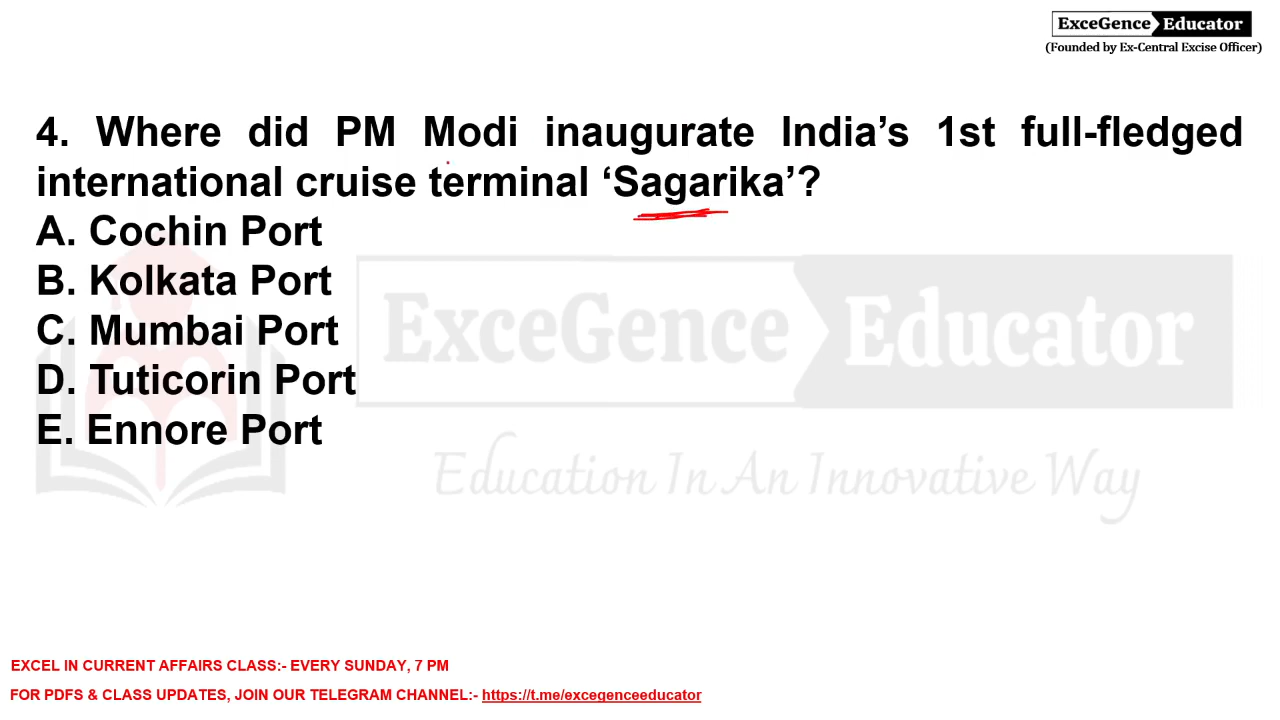 ExceGence Educator
(Founded by Ex-Central Excise Officer)
4. Where did PM Modi inaugurate India’s 1st full-fledged
international cruise terminal ‘Sagarika’?
A. Cochin Port
B. Kolkata Port
C. Mumbai Port
D. Tuticorin Port
E. Ennore Port
ExceGence Educator
Education In An Innovative Way
EXCEL IN CURRENT AFFAIRS CLASS:- EVERY SUNDAY, 7 PM
FOR PDFS & CLASS UPDATES, JOIN OUR TELEGRAM CHANNEL:- https://t.me/excegenceeducator